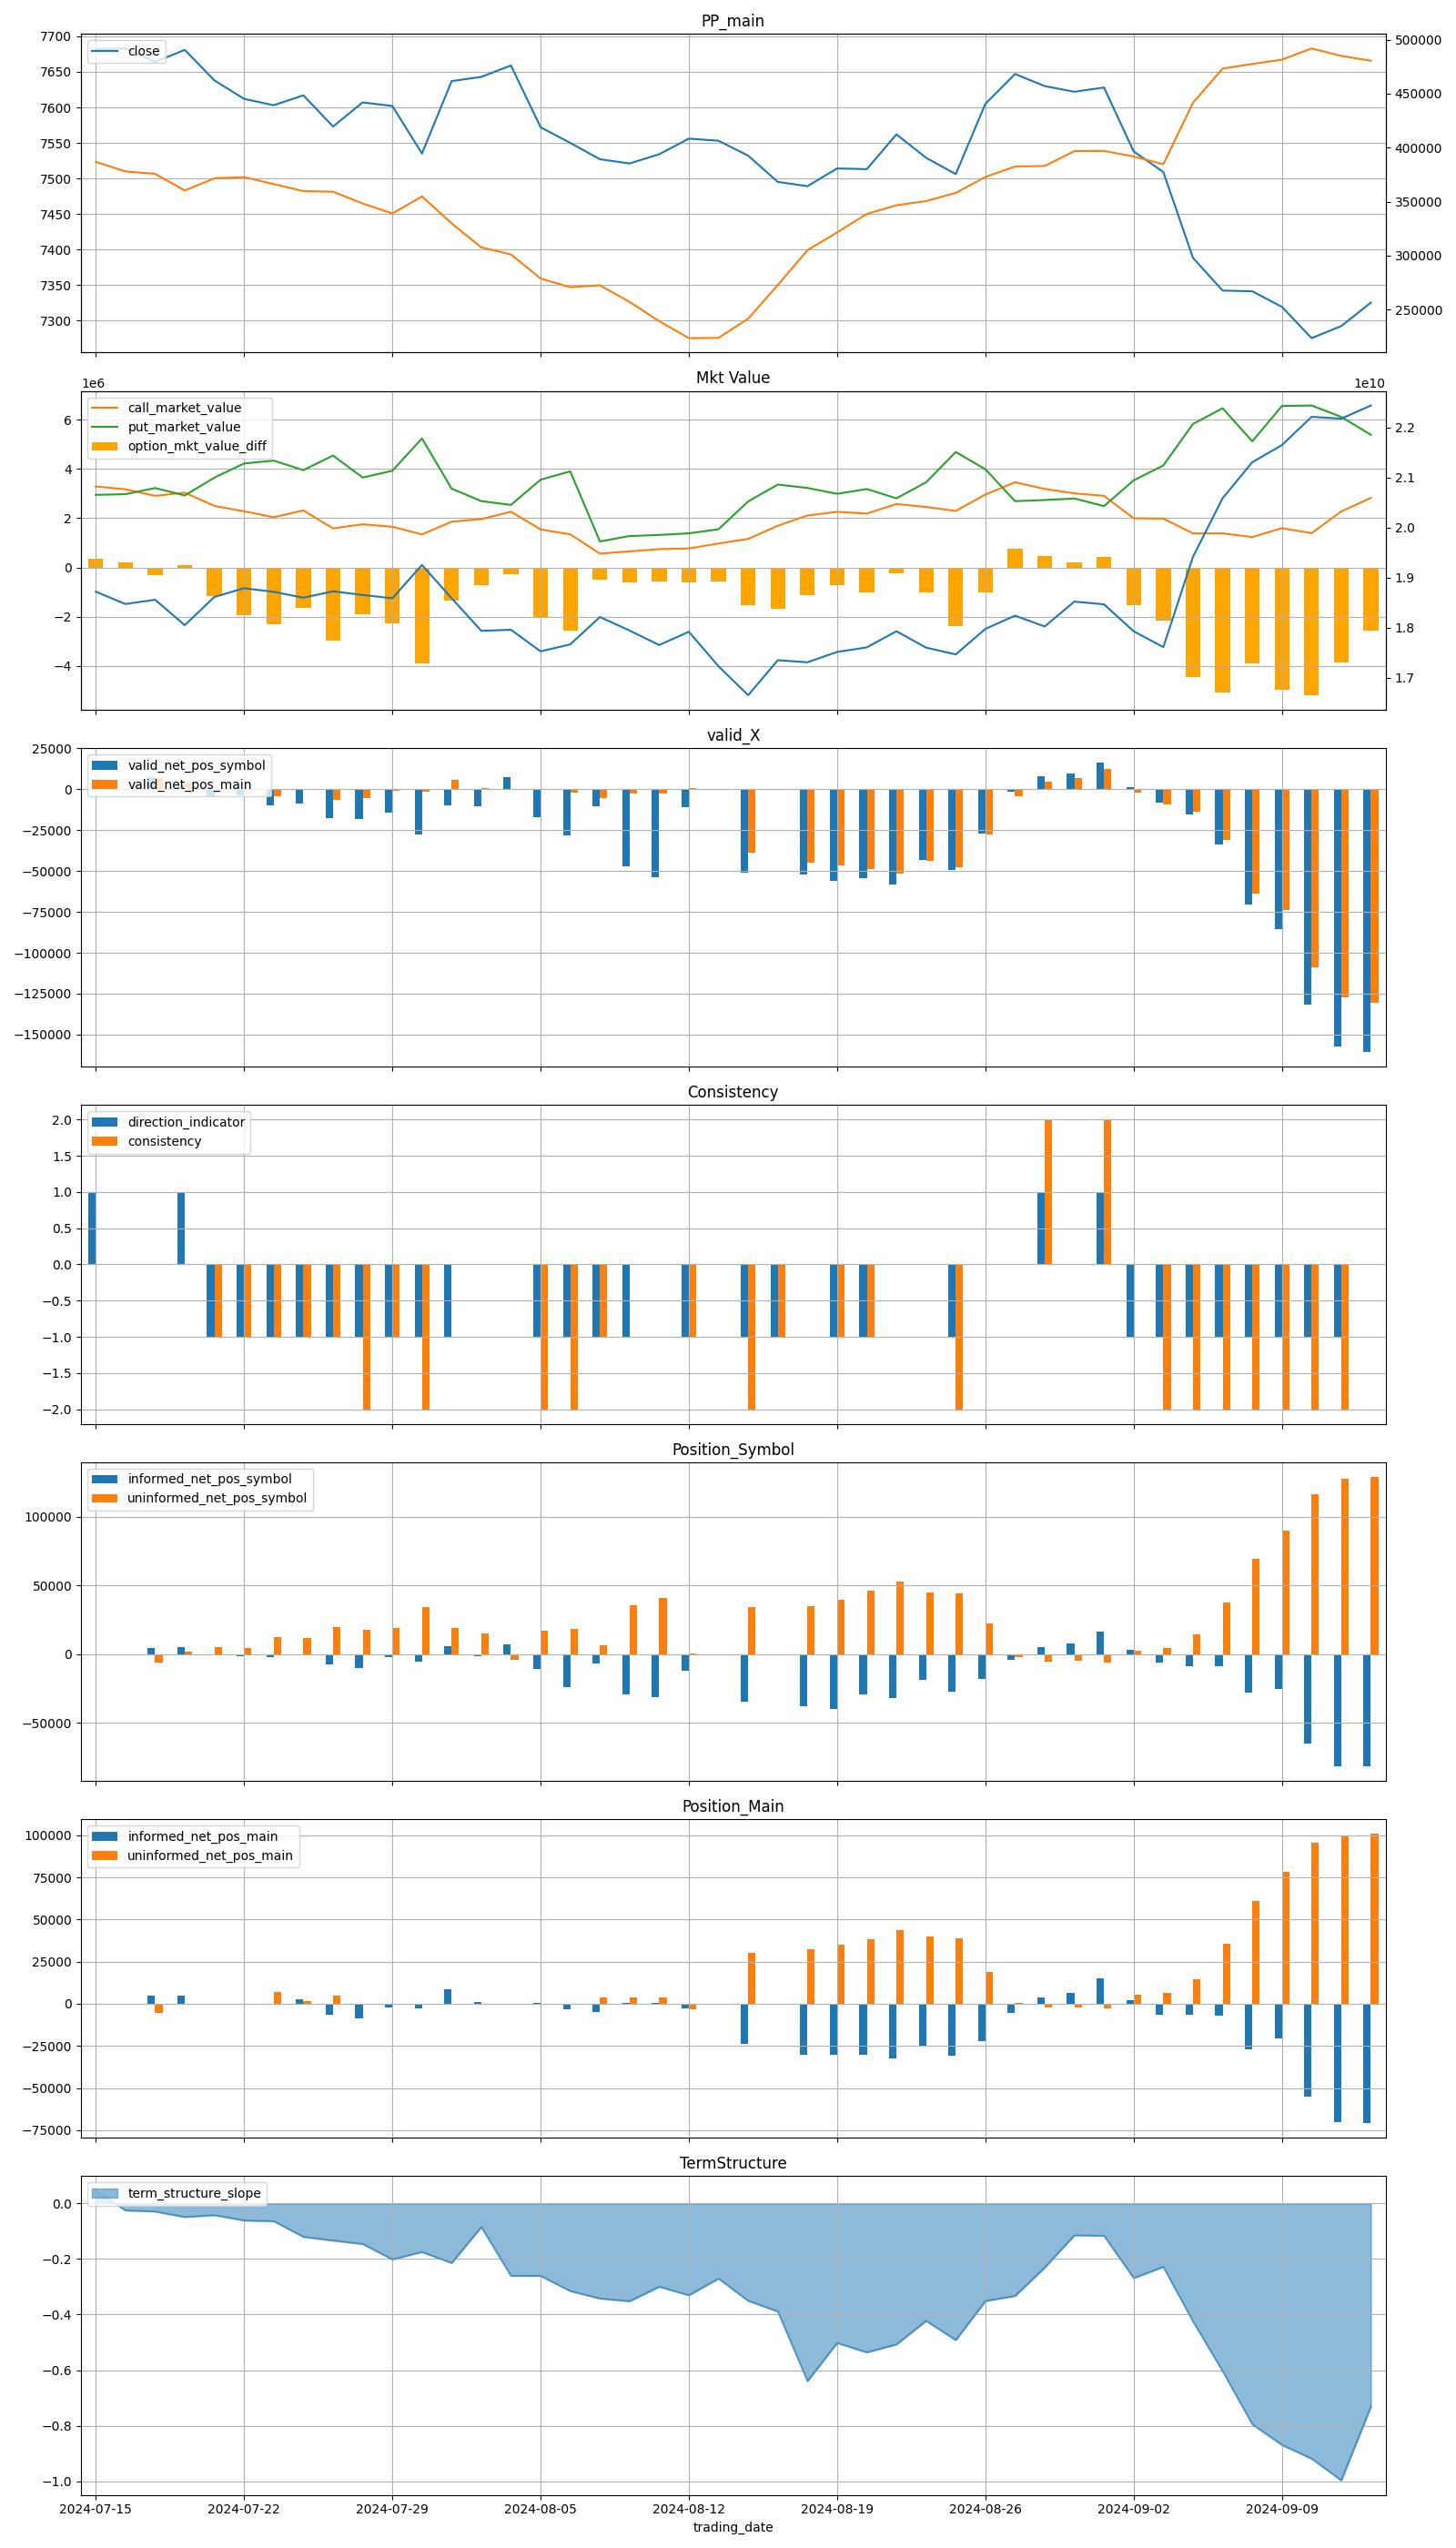 PP_main
close
7700
7650
7600
7550
7500
7450
7400
7350
7300
500000
450000
400000
350000
300000
250000
Mkt Value
1e6
1e10
call_market_value
put_market_value
option_mkt_value_diff
6
4
2
0
−2
−4
2.2
2.1
2.0
1.9
1.8
1.7
valid_X
valid_net_pos_symbol
valid_net_pos_main
25000
0
−25000
−50000
−75000
−100000
−125000
−150000
Consistency
direction_indicator
consistency
2.0
1.5
1.0
0.5
0.0
−0.5
−1.0
−1.5
−2.0
Position_Symbol
informed_net_pos_symbol
uninformed_net_pos_symbol
100000
50000
0
−50000
Position_Main
informed_net_pos_main
uninformed_net_pos_main
100000
75000
50000
25000
0
−25000
−50000
−75000
TermStructure
term_structure_slope
0.0
−0.2
−0.4
−0.6
−0.8
−1.0
2024-07-15 2024-07-22 2024-07-29 2024-08-05 2024-08-12 2024-08-19 2024-08-26 2024-09-02 2024-09-09
trading_date